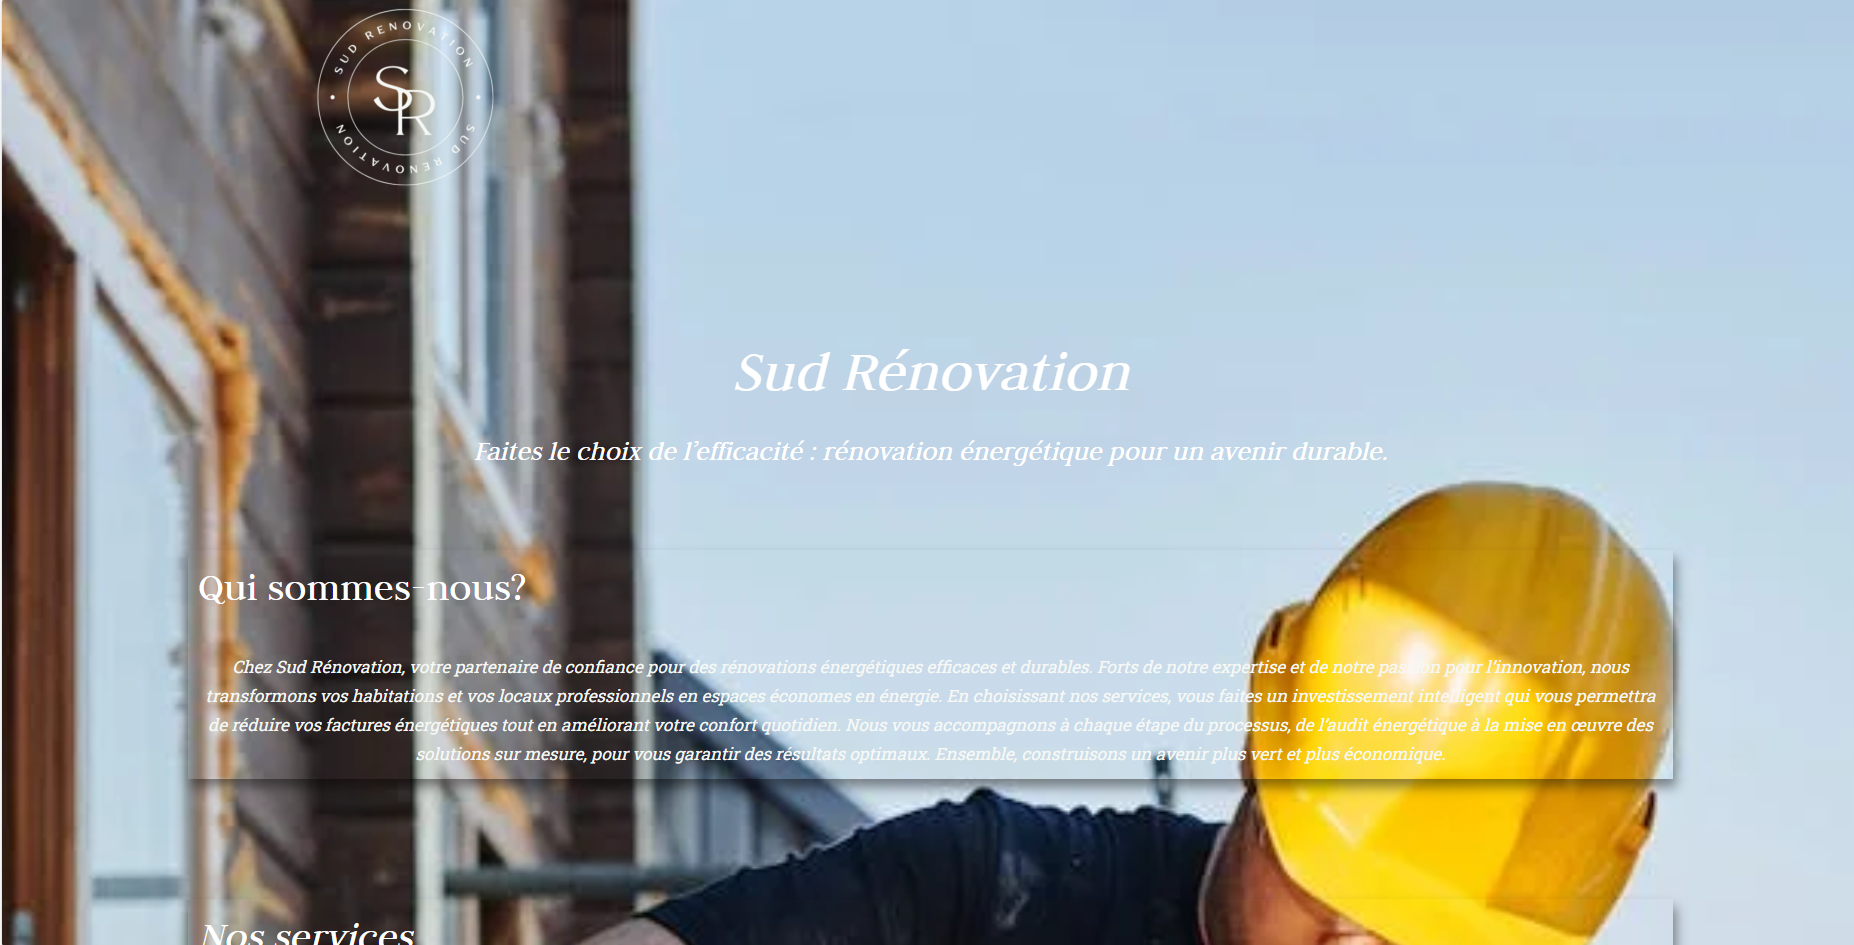 SUD RENOVATION
SR
SUD RENOVATION
Sud Rénovation
Faites le choix de l’efficacité : rénovation énergétique pour un avenir durable.
Qui sommes-nous?
Chez Sud Rénovation, votre partenaire de confiance pour des rénovations énergétiques efficaces et durables. Forts de notre expertise et de notre passion pour l’innovation, nous
transformons vos habitations et vos locaux professionnels en espaces économes en énergie. En choisissant nos services, vous faites un investissement intelligent qui vous permettra
de réduire vos factures énergétiques tout en améliorant votre confort quotidien. Nous vous accompagnons à chaque étape du processus, de l’audit énergétique à la mise en œuvre des
solutions sur mesure, pour vous garantir des résultats optimaux. Ensemble, construisons un avenir plus vert et plus économique.
Nos services